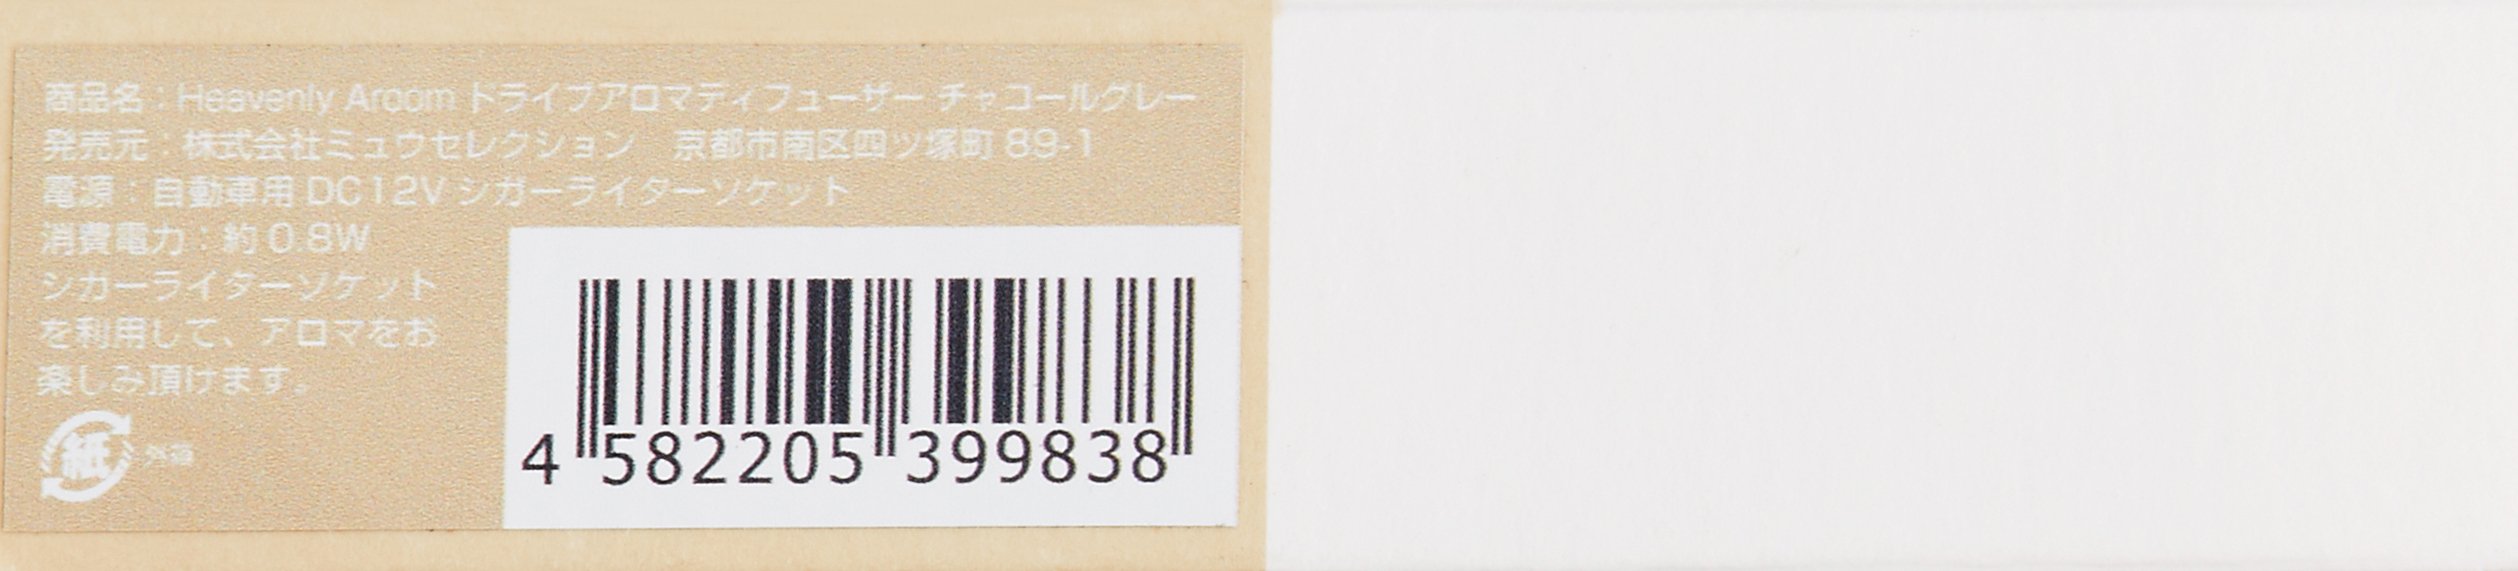 商品名：Heavenly Aroom ドライブアロマディフューザー チャコールグレー
発売元：株式会社ミュウセレクション　京都市南区四ツ塚町 89-1
電源：自動車用 DC12V シガーライターソケット
消費電力：約 0.8W
シガーライターソケット
を利用して、アロマをお
楽しみ頂けます。
紙 外箱
4 582205 399838